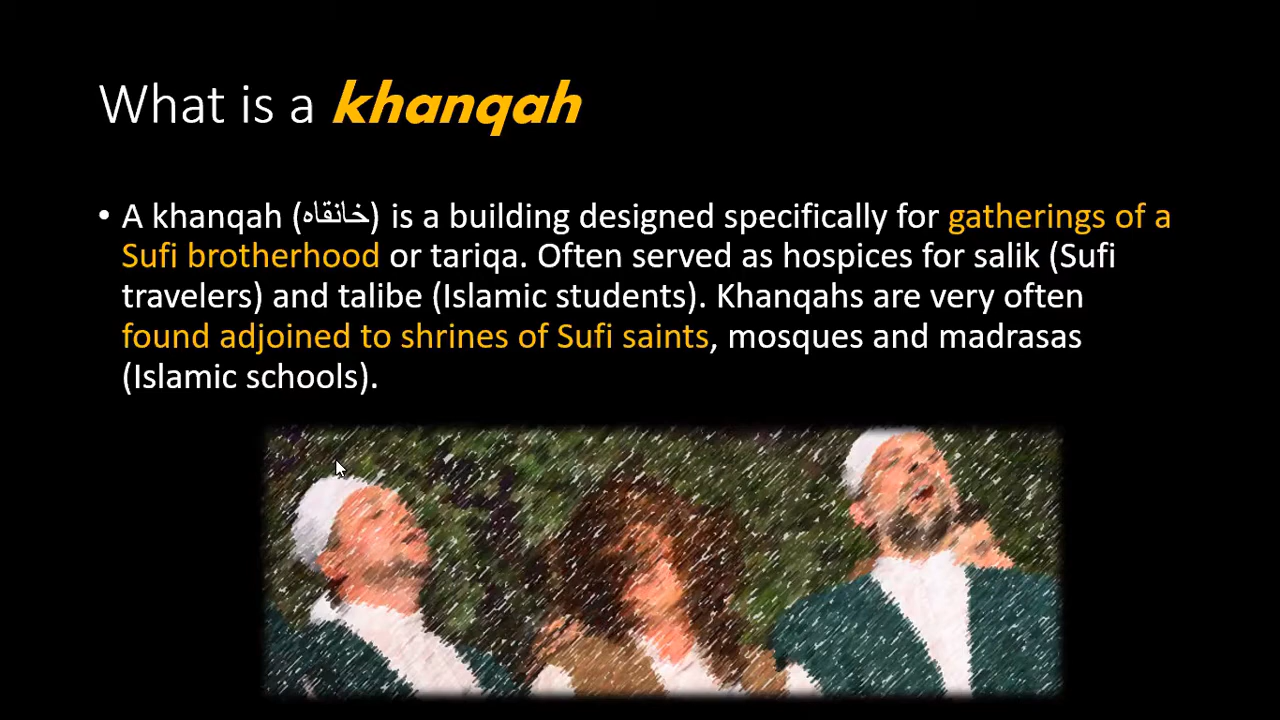 What is a khanqah
• A khanqah (خانقاه) is a building designed specifically for gatherings of a
Sufi brotherhood or tariqa. Often served as hospices for salik (Sufi
travelers) and talibe (Islamic students). Khanqahs are very often
found adjoined to shrines of Sufi saints, mosques and madrasas
(Islamic schools).